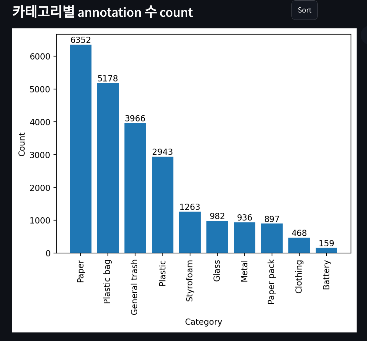 카테고리별 annotation 수 count
Sort
6352
5178
3966
2943
1263
982
936
897
468
159
6000
5000
4000
3000
2000
1000
0
Count
Paper
Plastic bag
General trash
Plastic
Styrofoam
Glass
Metal
Paper pack
Clothing
Battery
Category